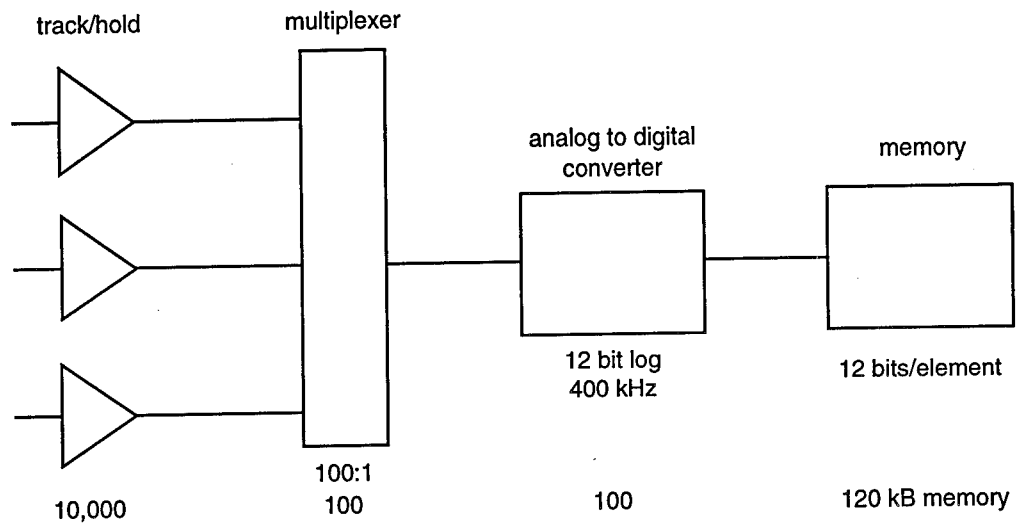 track/hold
multiplexer
analog to digital
converter
memory
12 bit log
400 kHz
12 bits/element
100:1
10,000
100
100
120 kB memory